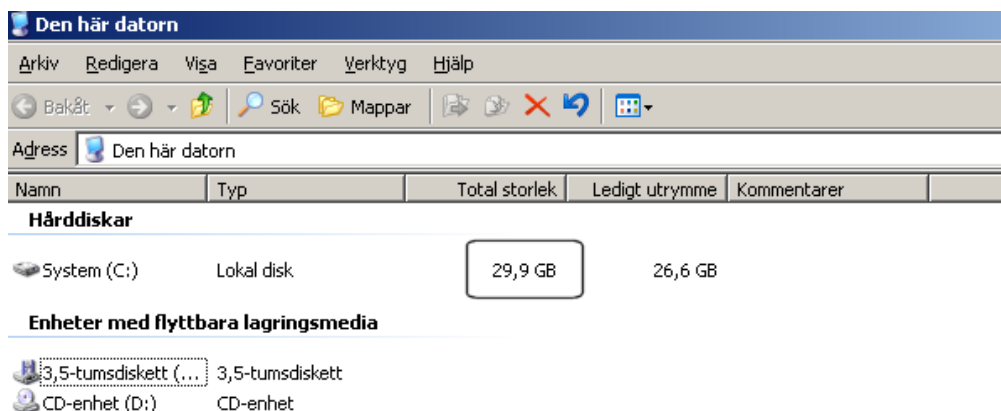 Den här datorn
Arkiv Redigera Visa Favoriter Verktyg Hjälp
Bakåt Sök Mappar
Adress Den här datorn
Namn Typ Total storlek Ledigt utrymme Kommentarer
Hårddiskar
System (C:) Lokal disk 29,9 GB 26,6 GB
Enheter med flyttbara lagringsmedia
3,5-tumsdiskett (... 3,5-tumsdiskett
CD-enhet (D:) CD-enhet